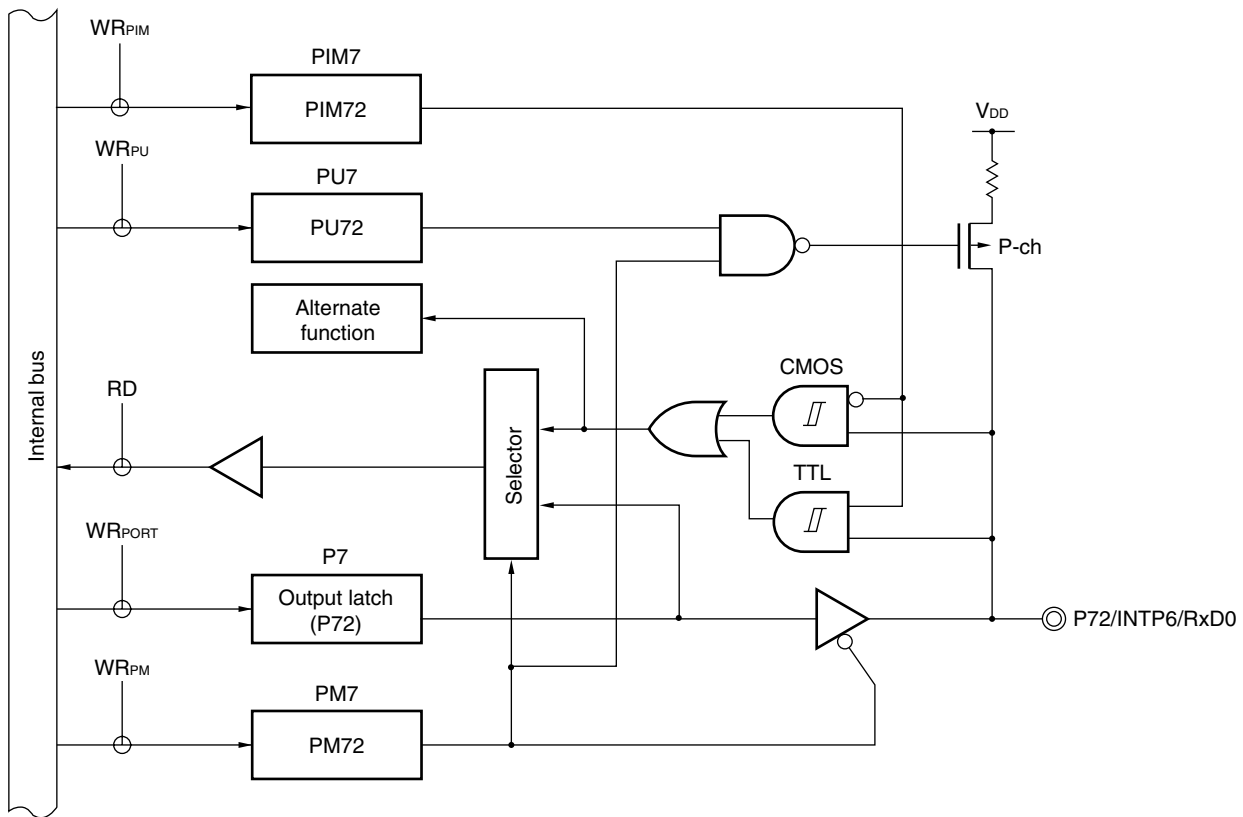 WRPIM
PIM7
PIM72
VDD
WRPU
PU7
PU72
P-ch
Alternate
function
CMOS
Internal bus
RD
Selector
TTL
WRPORT
P7
Output latch
(P72)
P72/INTP6/RxD0
WRPM
PM7
PM72